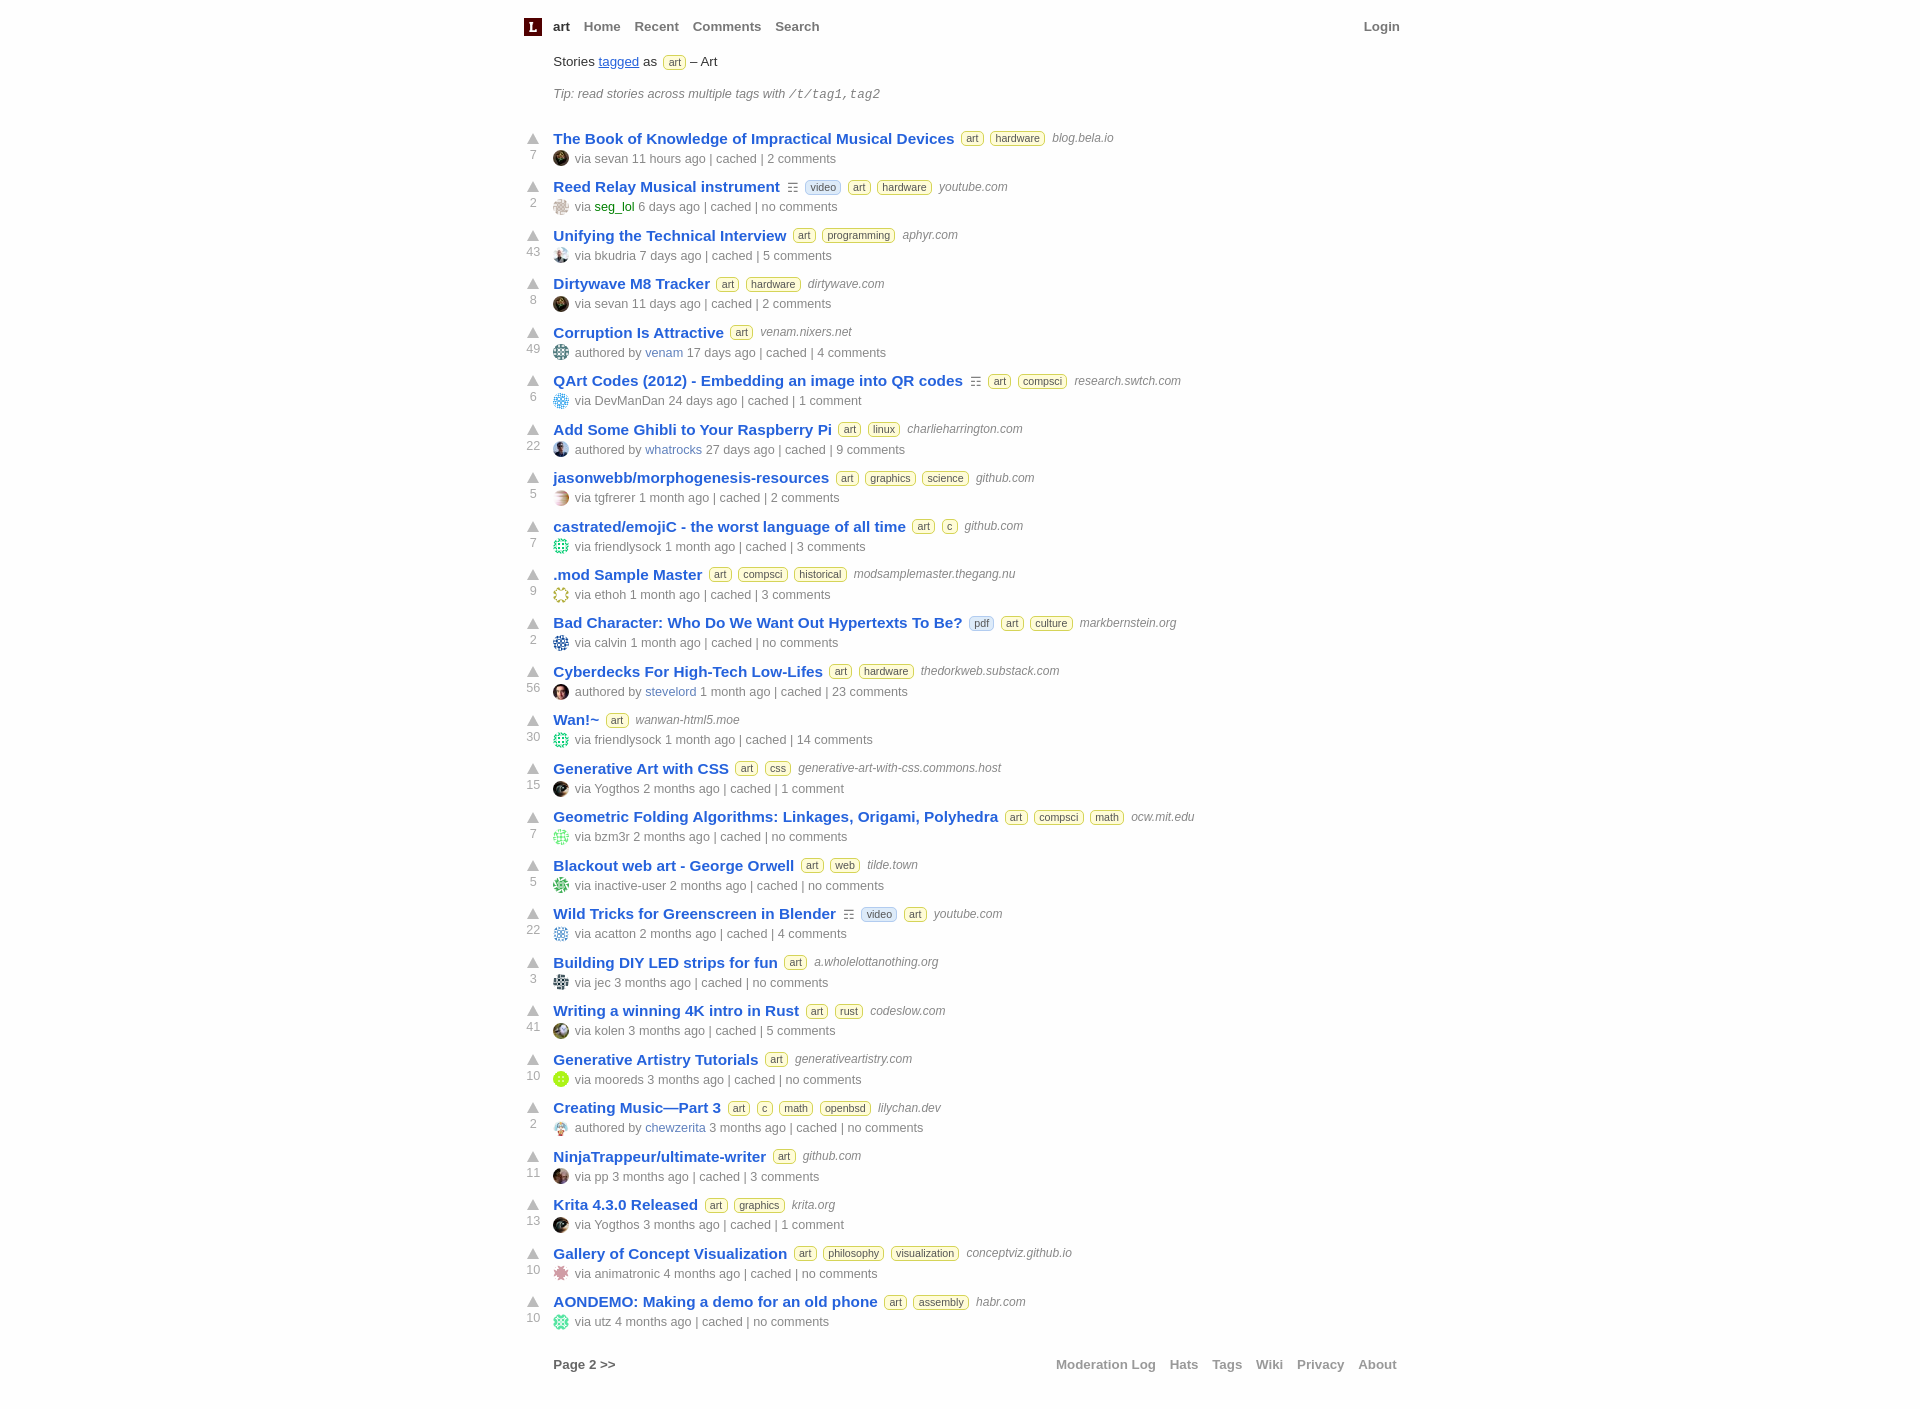 L art Home Recent Comments Search Login
Stories tagged as art – Art
Tip: read stories across multiple tags with /t/tag1,tag2
The Book of Knowledge of Impractical Musical Devices art hardware blog.bela.io
7 via sevan 11 hours ago | cached | 2 comments
Reed Relay Musical instrument ☶ video art hardware youtube.com
2 via seg_lol 6 days ago | cached | no comments
Unifying the Technical Interview art programming aphyr.com
43 via bkudria 7 days ago | cached | 5 comments
Dirtywave M8 Tracker art hardware dirtywave.com
8 via sevan 11 days ago | cached | 2 comments
Corruption Is Attractive art venam.nixers.net
49 authored by venam 17 days ago | cached | 4 comments
QArt Codes (2012) - Embedding an image into QR codes ☶ art compsci research.swtch.com
6 via DevManDan 24 days ago | cached | 1 comment
Add Some Ghibli to Your Raspberry Pi art linux charlieharrington.com
22 authored by whatrocks 27 days ago | cached | 9 comments
jasonwebb/morphogenesis-resources art graphics science github.com
5 via tgfrerer 1 month ago | cached | 2 comments
castrated/emojiC - the worst language of all time art c github.com
7 via friendlysock 1 month ago | cached | 3 comments
.mod Sample Master art compsci historical modsamplemaster.thegang.nu
9 via ethoh 1 month ago | cached | 3 comments
Bad Character: Who Do We Want Out Hypertexts To Be? pdf art culture markbernstein.org
2 via calvin 1 month ago | cached | no comments
Cyberdecks For High-Tech Low-Lifes art hardware thedorkweb.substack.com
56 authored by stevelord 1 month ago | cached | 23 comments
Wan!~ art wanwan-html5.moe
30 via friendlysock 1 month ago | cached | 14 comments
Generative Art with CSS art css generative-art-with-css.commons.host
15 via Yogthos 2 months ago | cached | 1 comment
Geometric Folding Algorithms: Linkages, Origami, Polyhedra art compsci math ocw.mit.edu
7 via bzm3r 2 months ago | cached | no comments
Blackout web art - George Orwell art web tilde.town
5 via inactive-user 2 months ago | cached | no comments
Wild Tricks for Greenscreen in Blender ☶ video art youtube.com
22 via acatton 2 months ago | cached | 4 comments
Building DIY LED strips for fun art a.wholelottanothing.org
3 via jec 3 months ago | cached | no comments
Writing a winning 4K intro in Rust art rust codeslow.com
41 via kolen 3 months ago | cached | 5 comments
Generative Artistry Tutorials art generativeartistry.com
10 via mooreds 3 months ago | cached | no comments
Creating Music—Part 3 art c math openbsd lilychan.dev
2 authored by chewzerita 3 months ago | cached | no comments
NinjaTrappeur/ultimate-writer art github.com
11 via pp 3 months ago | cached | 3 comments
Krita 4.3.0 Released art graphics krita.org
13 via Yogthos 3 months ago | cached | 1 comment
Gallery of Concept Visualization art philosophy visualization conceptviz.github.io
10 via animatronic 4 months ago | cached | no comments
AONDEMO: Making a demo for an old phone art assembly habr.com
10 via utz 4 months ago | cached | no comments
Page 2 >> Moderation Log Hats Tags Wiki Privacy About